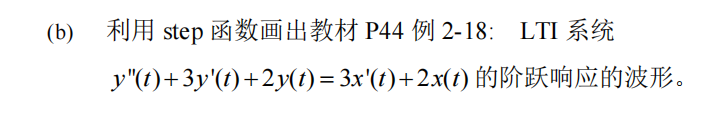 (b) 利用 step 函数画出教材 P44 例 2-18: LTI 系统
y"(t)+3y'(t)+2y(t)=3x'(t)+2x(t) 的阶跃响应的波形。